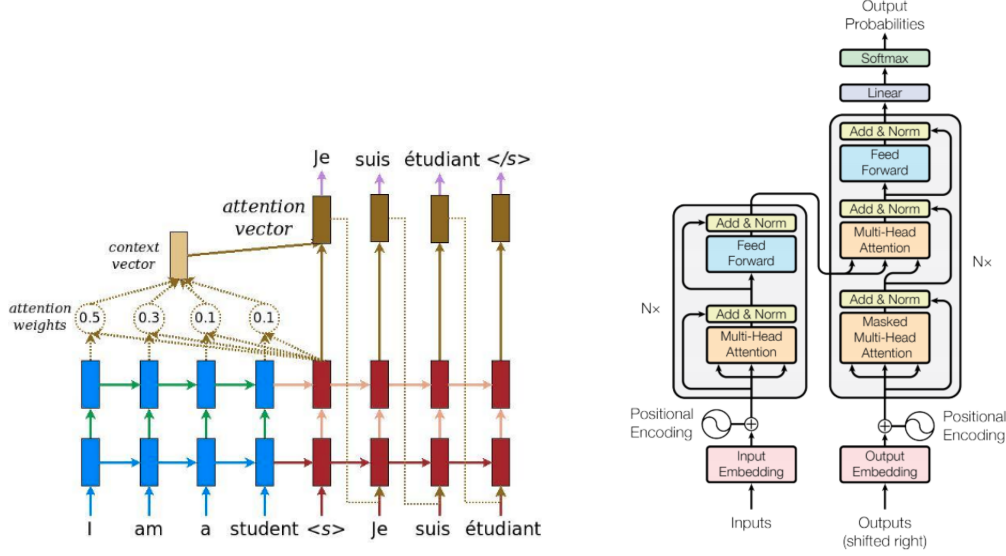 Je suis étudiant </s>
attention
vector
context
vector
attention
weights
0.5 0.3 0.1 0.1
I am a student <s> Je suis étudiant
Output
Probabilities
Softmax
Linear
Add & Norm
Feed
Forward
Add & Norm
Multi-Head
Attention
Add & Norm
Masked
Multi-Head
Attention
N×
Positional
Encoding
Output
Embedding
Outputs
(shifted right)
Add & Norm
Feed
Forward
Add & Norm
Multi-Head
Attention
N×
Positional
Encoding
Input
Embedding
Inputs